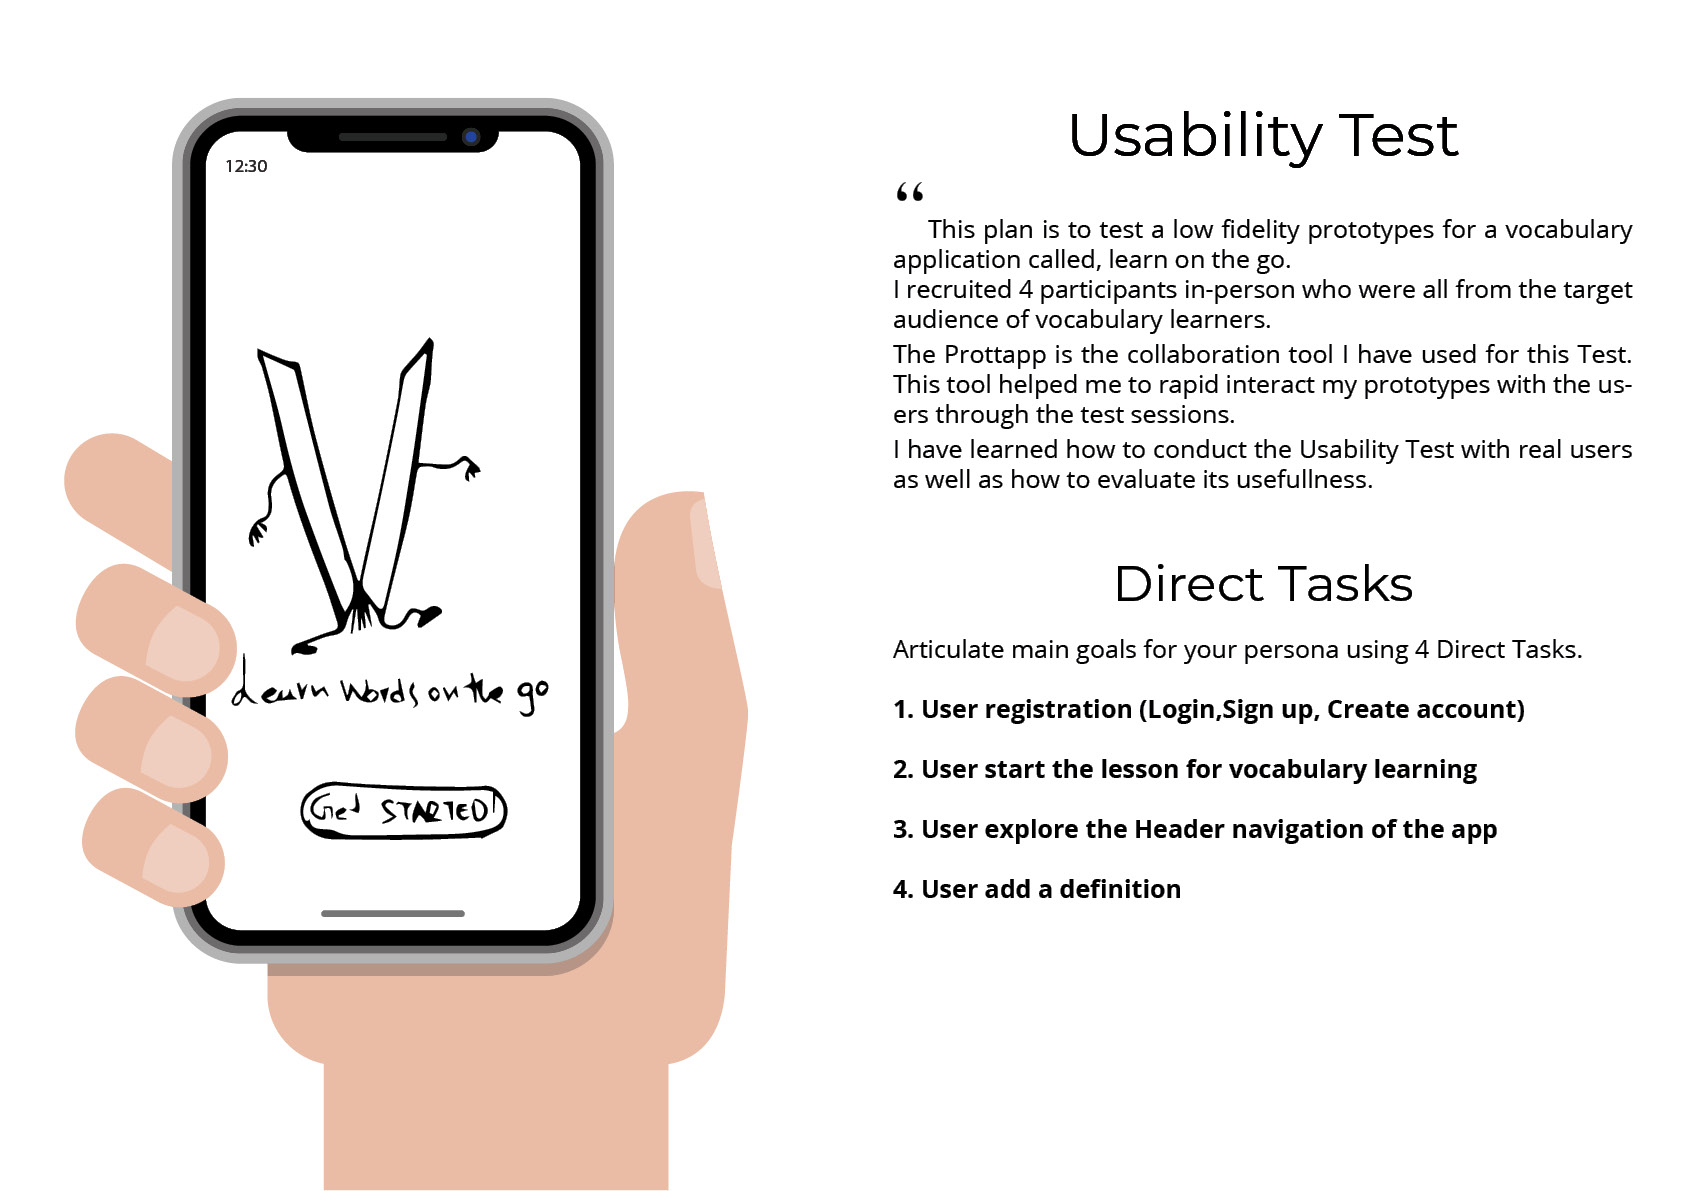 12:30
Learn Words on the go
Get STARTED!
Usability Test
“
This plan is to test a low fidelity prototypes for a vocabulary
application called, learn on the go.
I recruited 4 participants in-person who were all from the target
audience of vocabulary learners.
The Prottapp is the collaboration tool I have used for this Test.
This tool helped me to rapid interact my prototypes with the us-
ers through the test sessions.
I have learned how to conduct the Usability Test with real users
as well as how to evaluate its usefullness.
Direct Tasks
Articulate main goals for your persona using 4 Direct Tasks.
1. User registration (Login,Sign up, Create account)
2. User start the lesson for vocabulary learning
3. User explore the Header navigation of the app
4. User add a definition